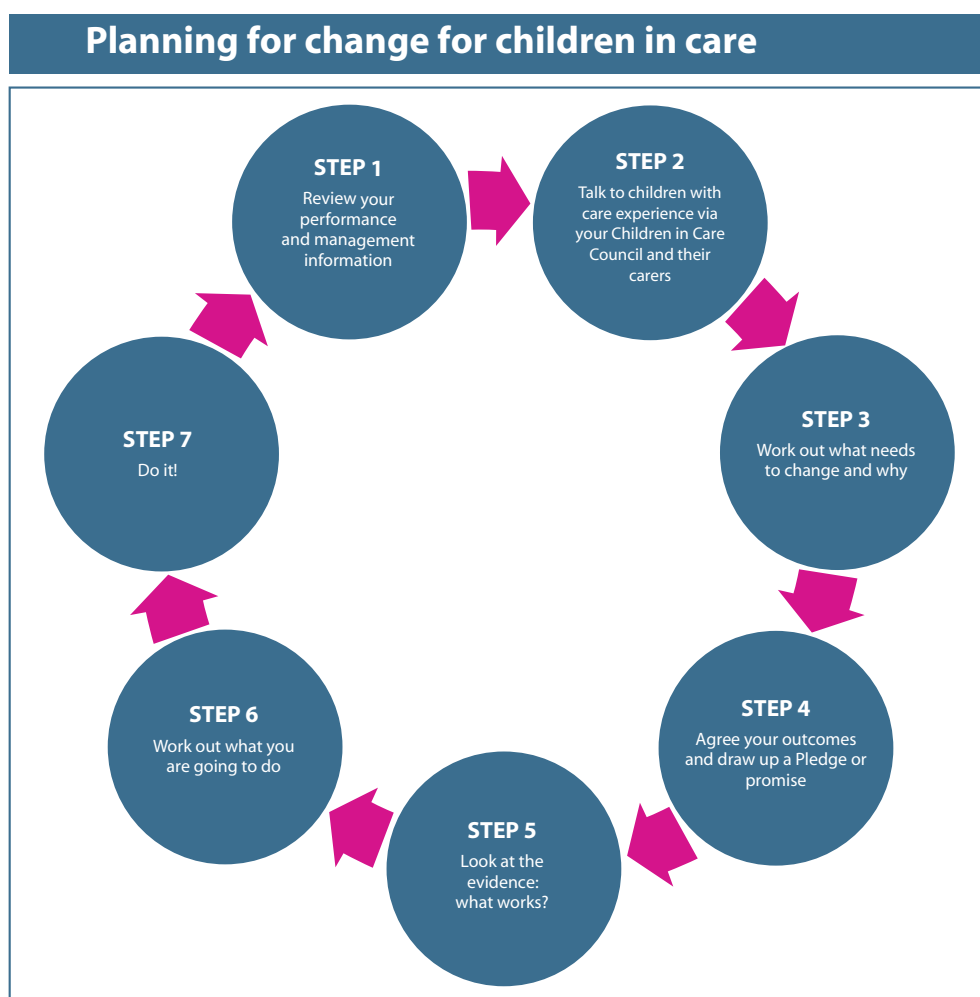 Planning for change for children in care
STEP 1
Review your
performance
and management
information
STEP 2
Talk to children with
care experience via
your Children in Care
Council and their
carers
STEP 3
Work out what needs
to change and why
STEP 4
Agree your outcomes
and draw up a Pledge or
promise
STEP 5
Look at the
evidence:
what works?
STEP 6
Work out what you
are going to do
STEP 7
Do it!